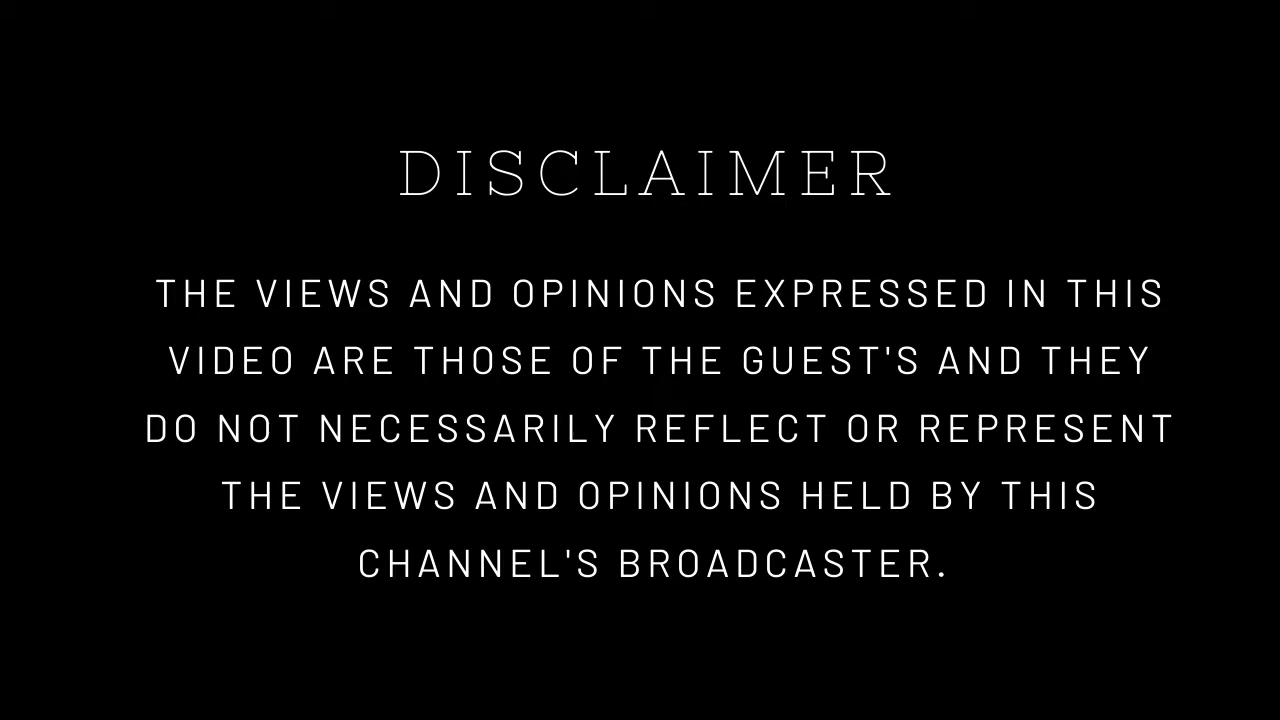 DISCLAIMER
THE VIEWS AND OPINIONS EXPRESSED IN THIS
VIDEO ARE THOSE OF THE GUEST'S AND THEY
DO NOT NECESSARILY REFLECT OR REPRESENT
THE VIEWS AND OPINIONS HELD BY THIS
CHANNEL'S BROADCASTER.